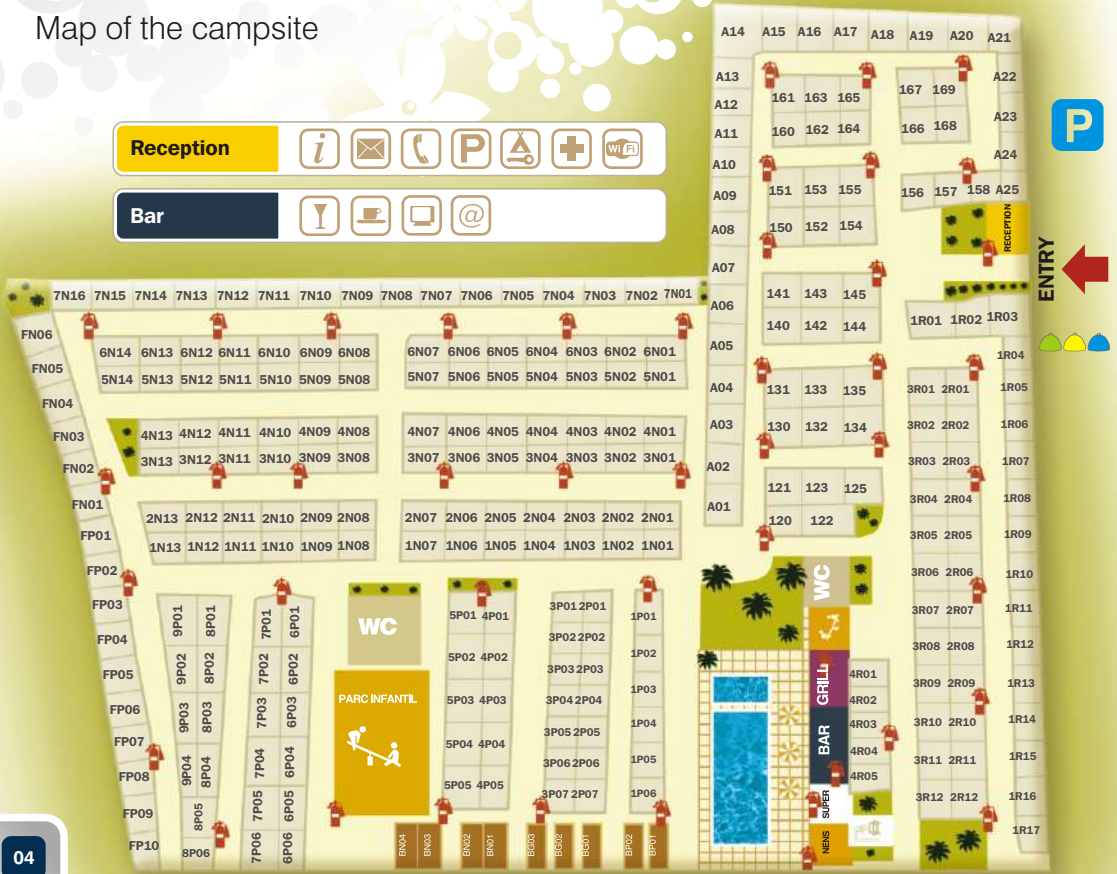 Map of the campsite
Reception i P WiFi
Bar @
A14 A15 A16 A17 A18 A19 A20 A21
A13 A22
161 163 165 167 169
A12 A23
A11 160 162 164 166 168
A10 A24
A09 151 153 155 156 157 158 A25
A08 150 152 154
RECEPTION
P
ENTRY
A07
A06 141 143 145
140 142 144 1R01 1R02 1R03
A05 1R04
A04 131 133 135 3R01 2R01 1R05
A03 130 132 134 3R02 2R02 1R06
A02 3R03 2R03 1R07
121 123 125 3R04 2R04 1R08
A01 120 122 3R05 2R05 1R09
7N16 7N15 7N14 7N13 7N12 7N11 7N10 7N09 7N08 7N07 7N06 7N05 7N04 7N03 7N02 7N01
FN06
FN05
FN04
FN03
FN02
FN01
FP01
FP02
FP03
FP04
FP05
FP06
FP07
FP08
FP09
FP10
6N14 6N13 6N12 6N11 6N10 6N09 6N08 6N07 6N06 6N05 6N04 6N03 6N02 6N01
5N14 5N13 5N12 5N11 5N10 5N09 5N08 5N07 5N06 5N05 5N04 5N03 5N02 5N01
4N13 4N12 4N11 4N10 4N09 4N08 4N07 4N06 4N05 4N04 4N03 4N02 4N01
3N13 3N12 3N11 3N10 3N09 3N08 3N07 3N06 3N05 3N04 3N03 3N02 3N01
2N13 2N12 2N11 2N10 2N09 2N08 2N07 2N06 2N05 2N04 2N03 2N02 2N01
1N13 1N12 1N11 1N10 1N09 1N08 1N07 1N06 1N05 1N04 1N03 1N02 1N01
9P01 8P01
9P02 8P02
9P03 8P03
9P04 8P04
8P05
8P06
7P01 6P01
7P02 6P02
7P03 6P03
7P04 6P04
7P05 6P05
7P06 6P06
WC
PARC INFANTIL
5P01 4P01
5P02 4P02
5P03 4P03
5P04 4P04
5P05 4P05
3P01 2P01
3P02 2P02
3P03 2P03
3P04 2P04
3P05 2P05
3P06 2P06
3P07 2P07
1P01
1P02
1P03
1P04
1P05
1P06
BN04 BN03 BN02 BN01 BG03 BG02 BG01 BP02 BP01
WC
GRILL
BAR
SUPER
NENS
4R01
4R02
4R03
4R04
4R05
3R06 2R06 1R10
3R07 2R07 1R11
3R08 2R08 1R12
3R09 2R09 1R13
3R10 2R10 1R14
3R11 2R11 1R15
3R12 2R12 1R16
1R17
04